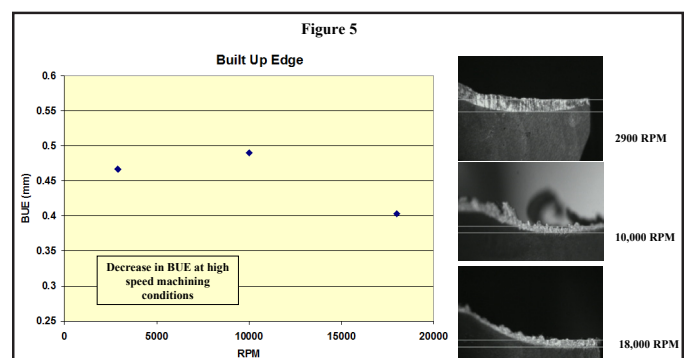 Figure 5
Built Up Edge
0.6
0.55
0.5
0.45
0.4
0.35
0.3
0.25
BUE (mm)
Decrease in BUE at high
speed machining
conditions
0
5000
10000
15000
20000
RPM
2900 RPM
10,000 RPM
18,000 RPM